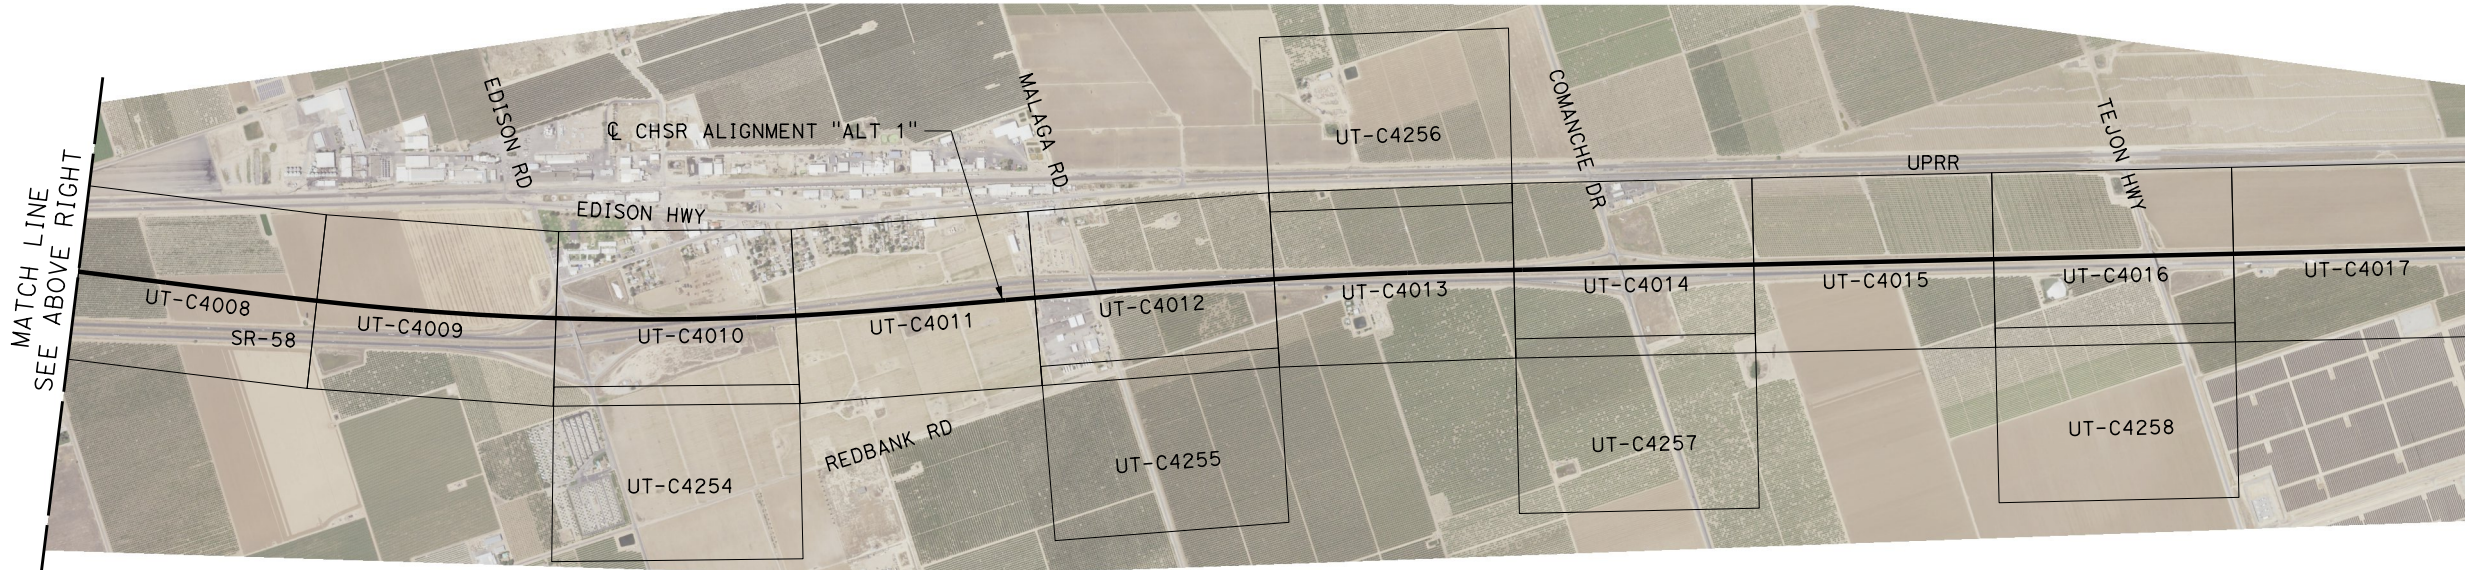 MATCH LINE
SEE ABOVE RIGHT
EDISON RD
℄ CHSR ALIGNMENT "ALT 1"
MALAGA RD
UT-C4256
COMANCHE DR
UPRR
TEJON HWY
EDISON HWY
UT-C4008
SR-58
UT-C4009
UT-C4010
UT-C4011
UT-C4012
UT-C4013
UT-C4014
UT-C4015
UT-C4016
UT-C4017
REDBANK RD
UT-C4254
UT-C4255
UT-C4257
UT-C4258